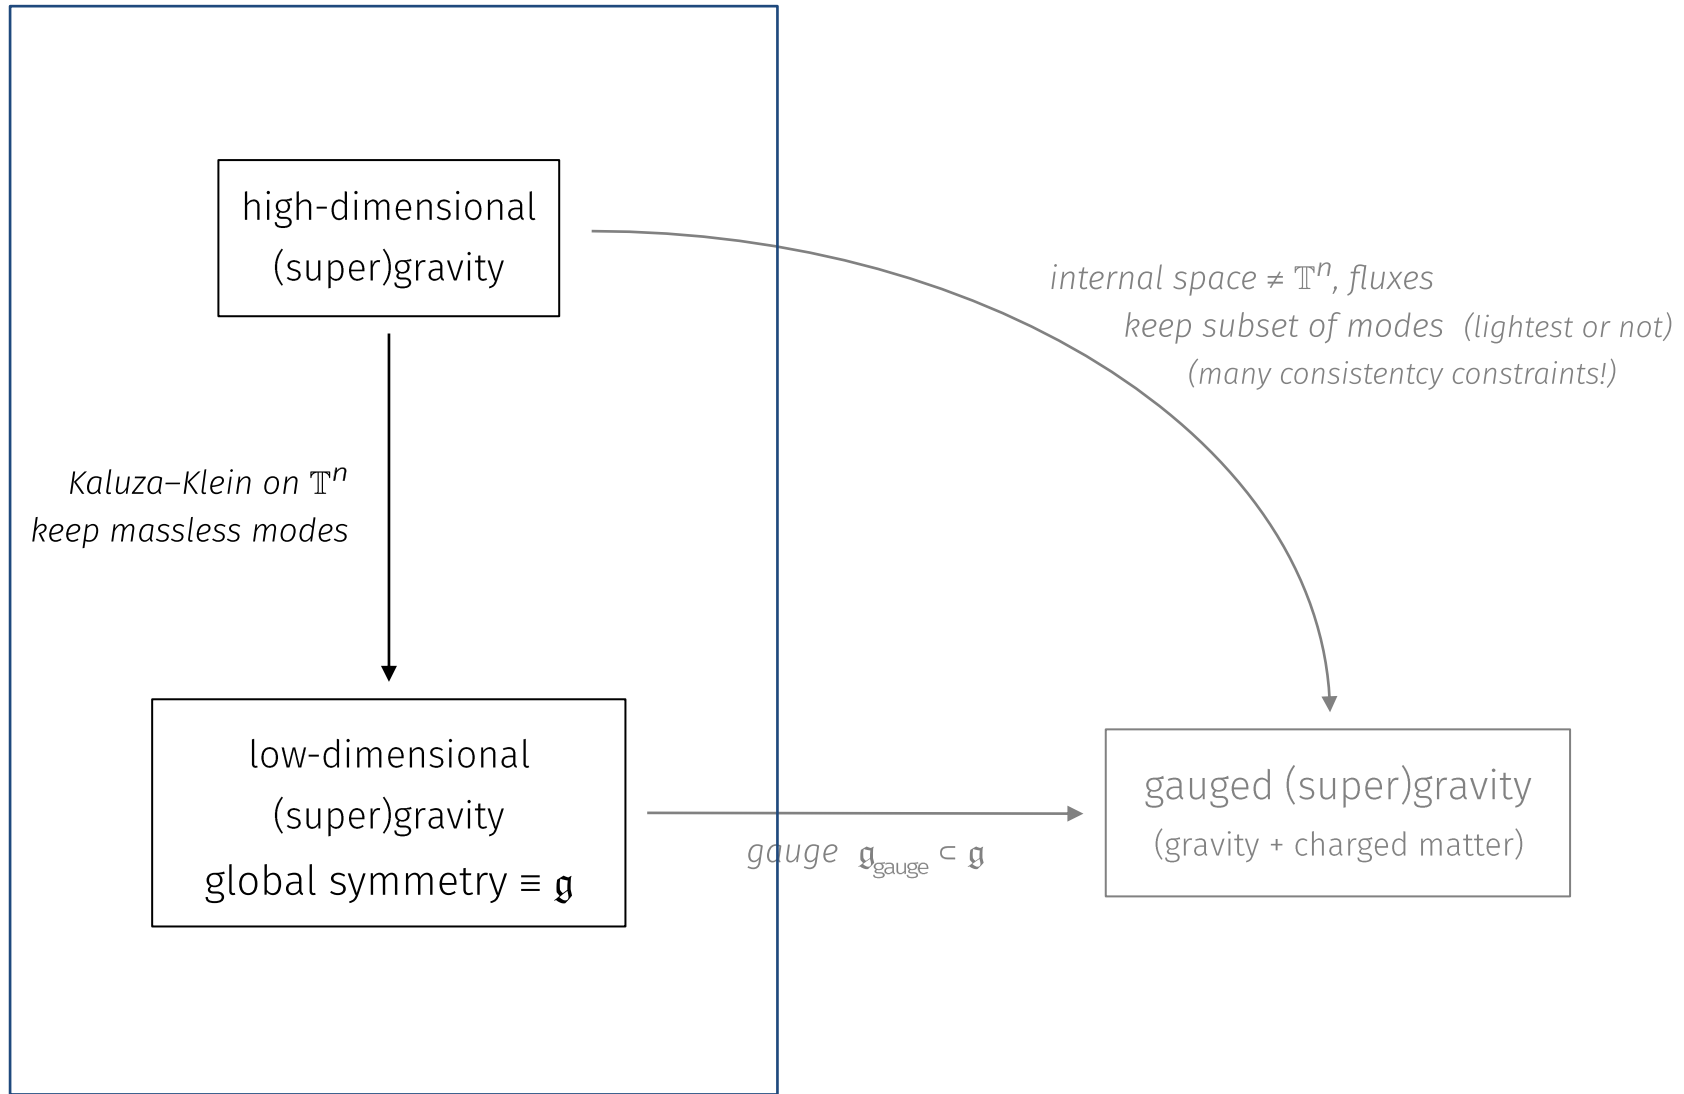 high-dimensional
(super)gravity
internal space ≠ 𝕋ⁿ, fluxes
keep subset of modes (lightest or not)
(many consistentcy constraints!)
Kaluza–Klein on 𝕋ⁿ
keep massless modes
low-dimensional
(super)gravity
global symmetry ≡ 𝔤
gauge 𝔤gauge ⊂ 𝔤
gauged (super)gravity
(gravity + charged matter)